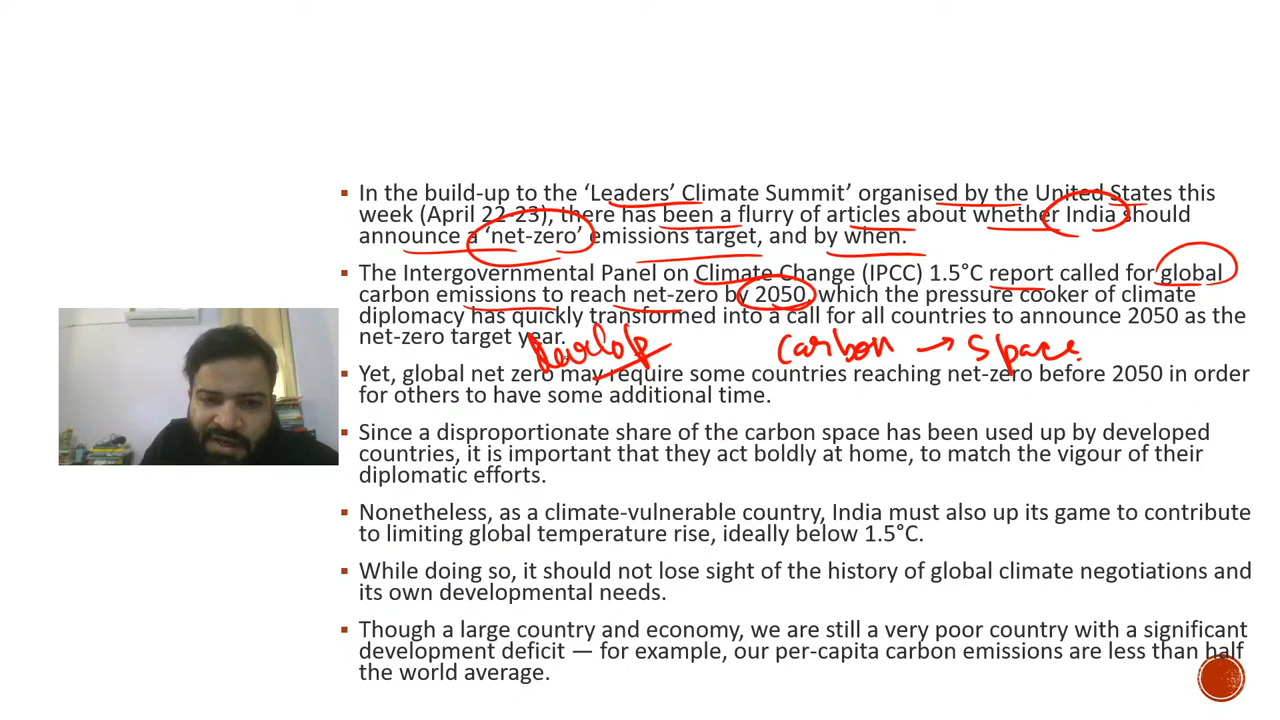 ▪ In the build-up to the ‘Leaders’ Climate Summit’ organised by the United States this
week (April 22-23), there has been a flurry of articles about whether India should
announce a ‘net-zero’ emissions target, and by when.
▪ The Intergovernmental Panel on Climate Change (IPCC) 1.5°C report called for global
carbon emissions to reach net-zero by 2050, which the pressure cooker of climate
diplomacy has quickly transformed into a call for all countries to announce 2050 as the
net-zero target year.
Develop carbon → space
▪ Yet, global net zero may require some countries reaching net-zero before 2050 in order
for others to have some additional time.
▪ Since a disproportionate share of the carbon space has been used up by developed
countries, it is important that they act boldly at home, to match the vigour of their
diplomatic efforts.
▪ Nonetheless, as a climate-vulnerable country, India must also up its game to contribute
to limiting global temperature rise, ideally below 1.5°C.
▪ While doing so, it should not lose sight of the history of global climate negotiations and
its own developmental needs.
▪ Though a large country and economy, we are still a very poor country with a significant
development deficit — for example, our per-capita carbon emissions are less than half
the world average.